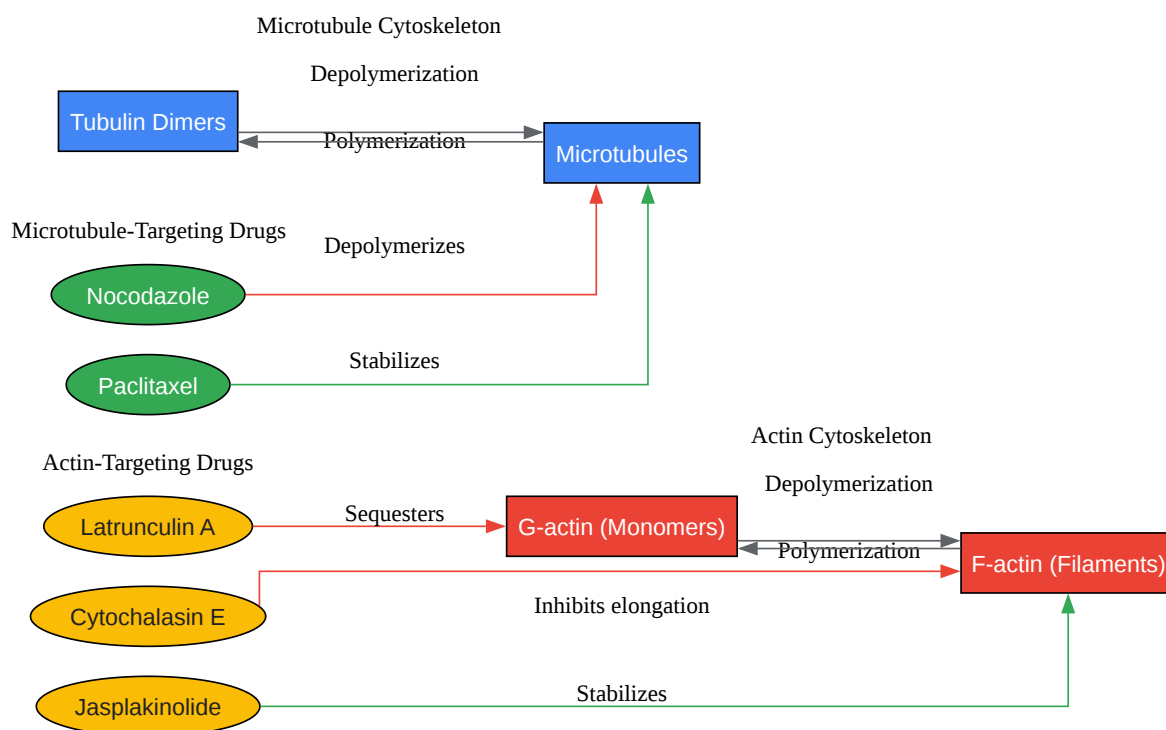 Microtubule Cytoskeleton
Depolymerization
Tubulin Dimers
Polymerization
Microtubules
Microtubule-Targeting Drugs
Depolymerizes
Nocodazole
Stabilizes
Paclitaxel
Actin Cytoskeleton
Actin-Targeting Drugs
Depolymerization
Latrunculin A
Sequesters
G-actin (Monomers)
Polymerization
F-actin (Filaments)
Inhibits elongation
Cytochalasin E
Stabilizes
Jasplakinolide